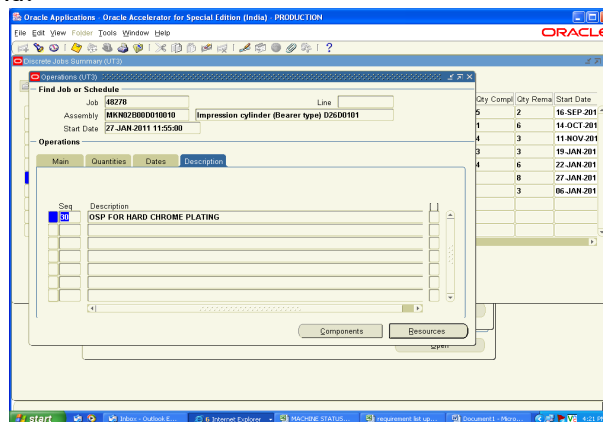 Oracle Applications - Oracle Accelerator for Special Edition (India) - PRODUCTION
File Edit View Folder Tools Window Help
ORACLE
Discrete Jobs Summary (UT3)
Operations (UT3)
Find Job or Schedule
Job 48278 Line
Assembly MKN02B00D010010 Impression cylinder (Bearer type) D26D0101
Start Date 27-JAN-2011 11:55:00
Operations
Main Quantities Dates Description
Seq Description [ ]
30 OSP FOR HARD CHROME PLATING
Components Resources
Qty Compl Qty Rema Start Date
5 2 16-SEP-201
1 6 14-OCT-201
4 3 11-NOV-201
3 3 19-JAN-201
4 6 22-JAN-201
8 27-JAN-201
3 06-JAN-201
Open
start Inbox - Outlook E... 6 Internet Explorer MACHINE STATUS... requirement list up... Document1 - Micro... 4:21 PM